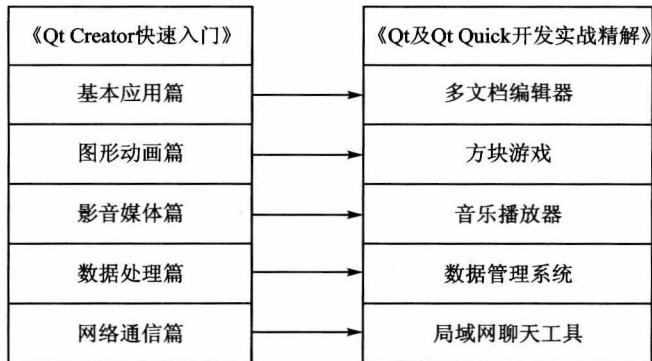 《Qt Creator快速入门》
《Qt及Qt Quick开发实战精解》
基本应用篇
多文档编辑器
图形动画篇
方块游戏
影音媒体篇
音乐播放器
数据处理篇
数据管理系统
网络通信篇
局域网聊天工具